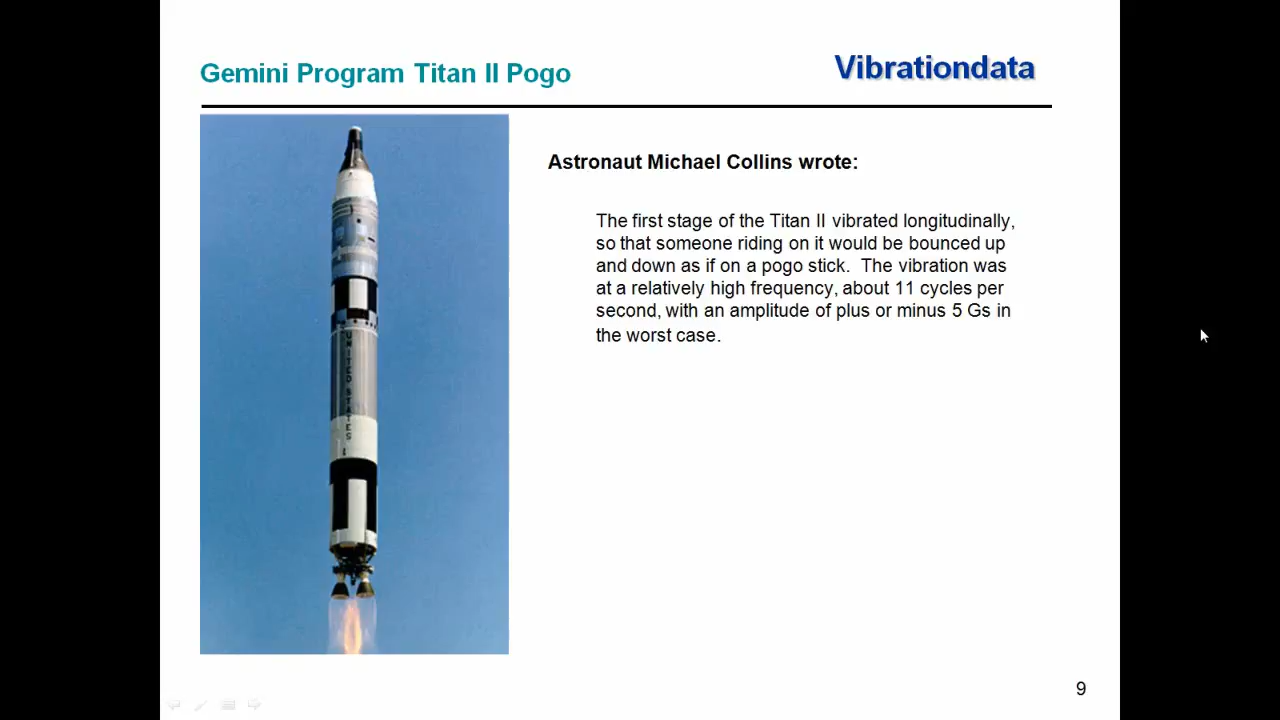 Gemini Program Titan II Pogo
Vibrationdata
Astronaut Michael Collins wrote:
The first stage of the Titan II vibrated longitudinally,
so that someone riding on it would be bounced up
and down as if on a pogo stick.  The vibration was
at a relatively high frequency, about 11 cycles per
second, with an amplitude of plus or minus 5 Gs in
the worst case.
UNITED STATES
9